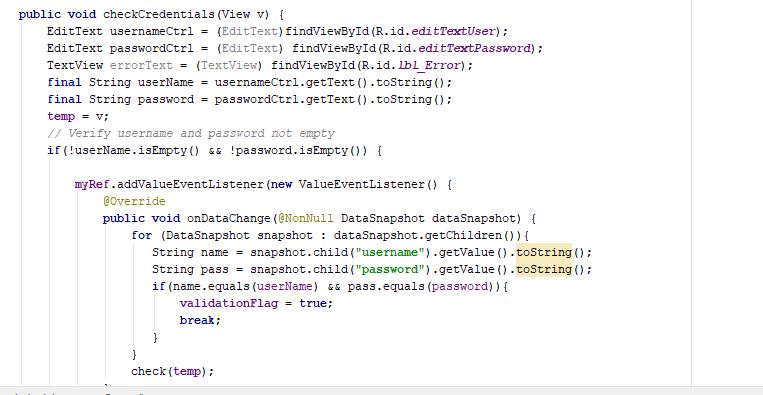 public void checkCredentials(View v) {
    EditText usernameCtrl = (EditText)findViewById(R.id.editTextUser);
    EditText passwordCtrl = (EditText) findViewById(R.id.editTextPassword);
    TextView errorText = (TextView) findViewById(R.id.lbl_Error);
    final String userName = usernameCtrl.getText().toString();
    final String password = passwordCtrl.getText().toString();
    temp = v;
    // Verify username and password not empty
    if(!userName.isEmpty() && !password.isEmpty()) {
        myRef.addValueEventListener(new ValueEventListener() {
            @Override
            public void onDataChange(@NonNull DataSnapshot dataSnapshot) {
                for (DataSnapshot snapshot : dataSnapshot.getChildren()){
                   String name = snapshot.child("username").getValue().toString();
                   String pass = snapshot.child("password").getValue().toString();
                   if(name.equals(userName) && pass.equals(password)){
                       validationFlag = true;
                       break;
                   }
                }
                check(temp);